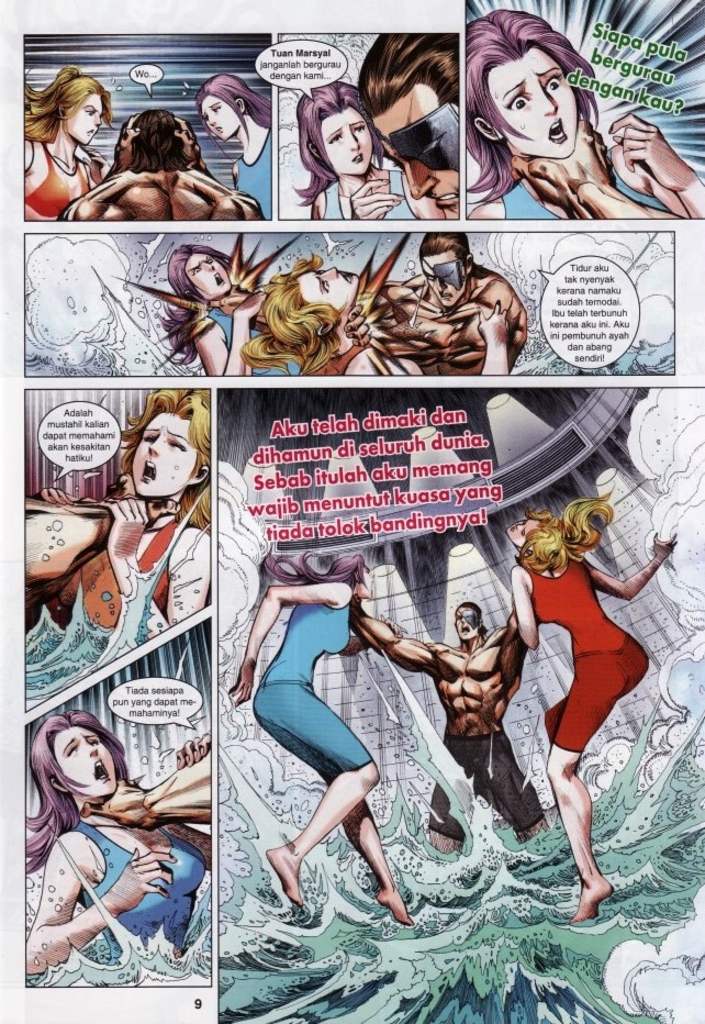 Wo...
Tuan Marsyal
janganlah bergurau
dengan kami...
Siapa pula
bergurau
dengan kau?
Tidur aku
tak nyenyak
kerana namaku
sudah ternodai.
Ibu telah terbunuh
kerana aku ini. Aku
ini pembunuh ayah
dan abang
sendiri!
Adalah
mustahil kalian
dapat memahami
akan kesakitan
hatiku!
Tiada sesiapa
pun yang dapat me-
mahaminya!
Aku telah dimaki dan
dihamun di seluruh dunia.
Sebab itulah aku memang
wajib menuntut kuasa yang
tiada tolok bandingnya!
9